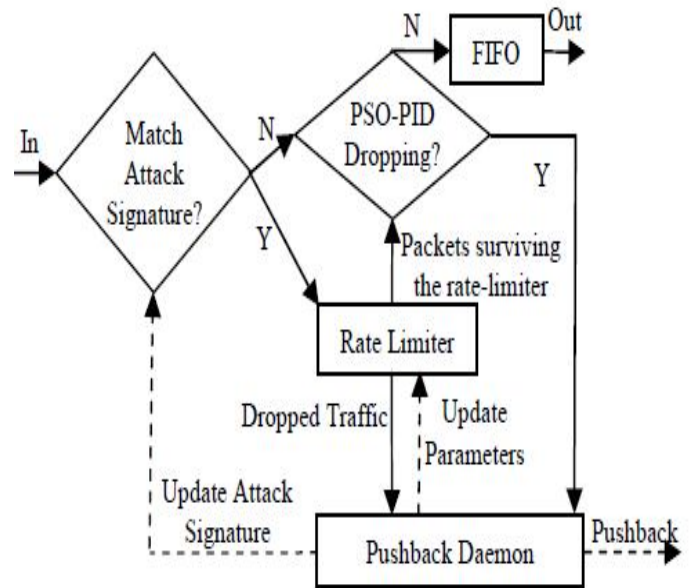 In
Match
Attack
Signature?
N
Y
PSO-PID
Dropping?
N
FIFO
Out
Y
Packets surviving
the rate-limiter
Rate Limiter
Dropped Traffic
Update
Parameters
Update Attack
Signature
Pushback Daemon
Pushback